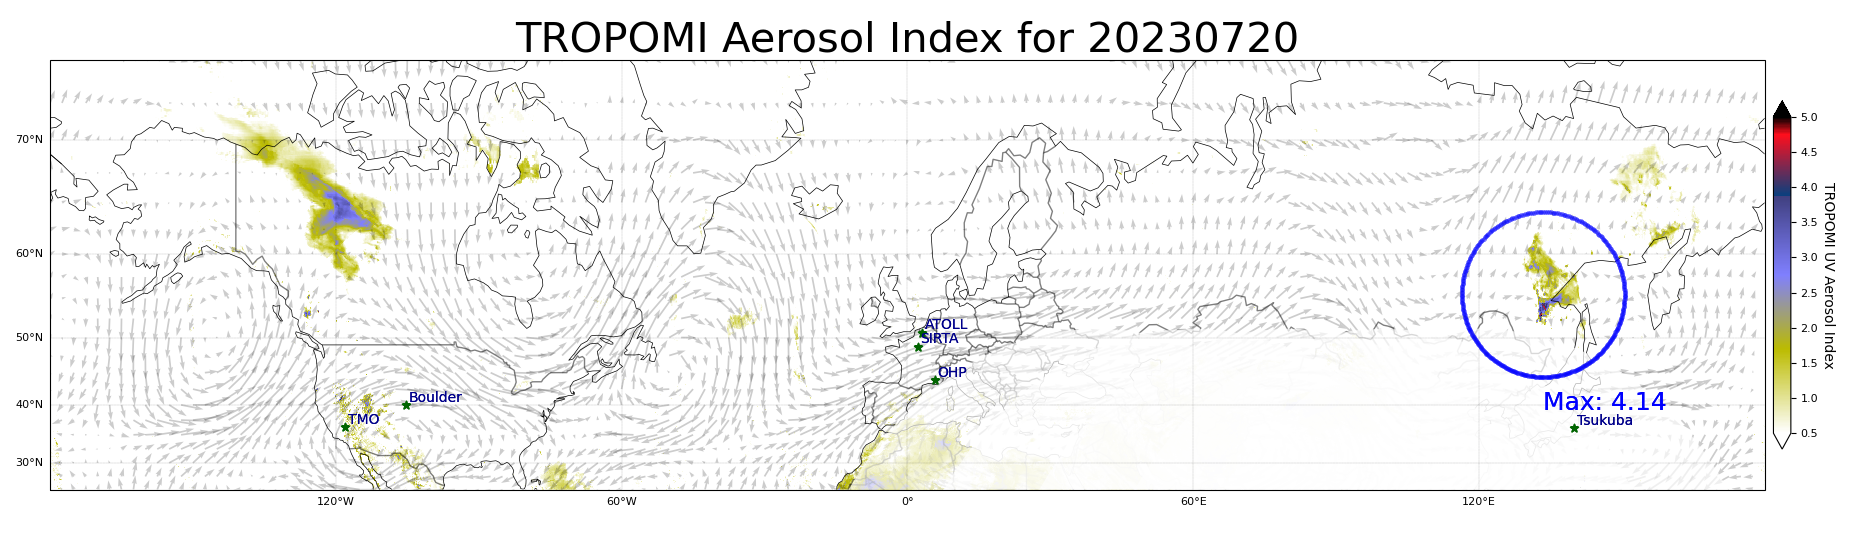 TROPOMI Aerosol Index for 20230720
70°N
60°N
50°N
40°N
30°N
120°W
60°W
0°
60°E
120°E
ATOLL
SIRTA
OHP
Boulder
TMO
Max: 4.14
Tsukuba
5.0
4.5
4.0
3.5
3.0
2.5
2.0
1.5
1.0
0.5
TROPOMI UV Aerosol Index